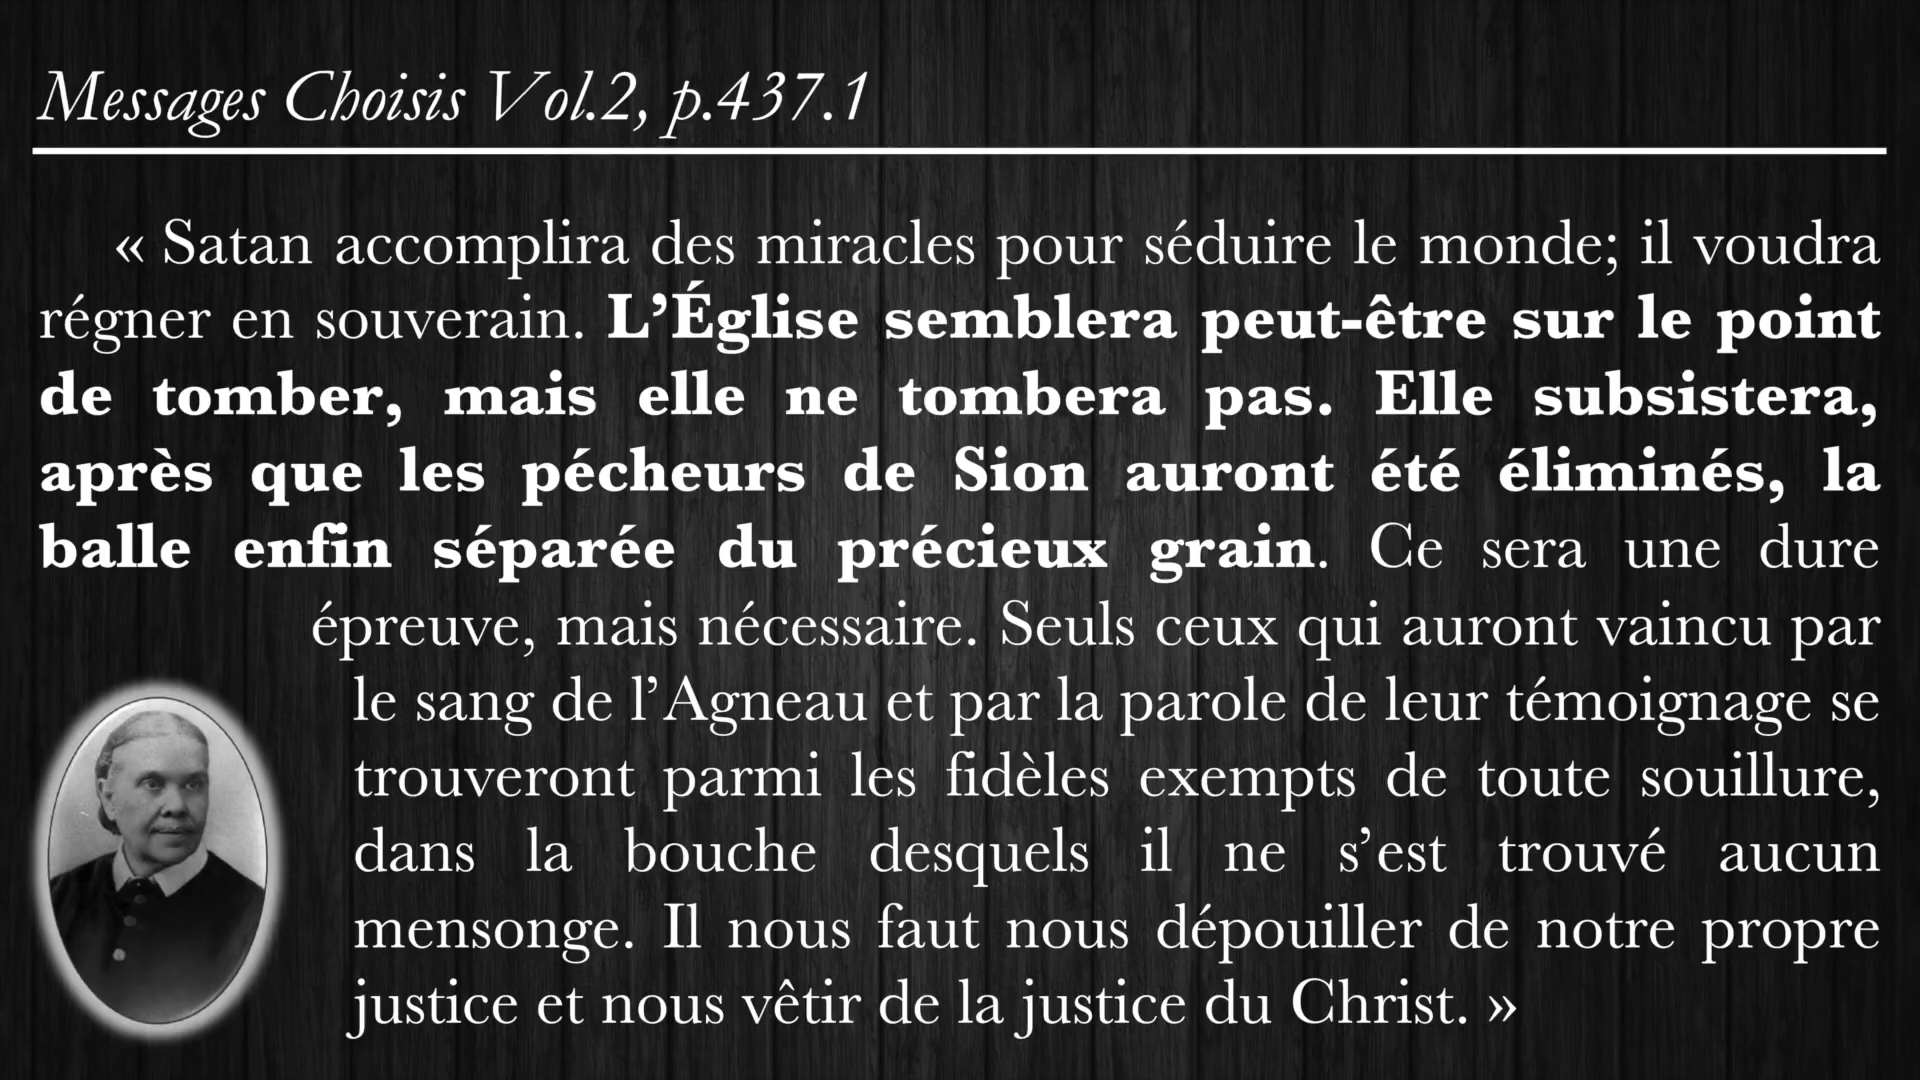 Messages Choisis Vol.2, p.437.1
« Satan accomplira des miracles pour séduire le monde; il voudra
régner en souverain. L’Église semblera peut-être sur le point
de tomber, mais elle ne tombera pas. Elle subsistera,
après que les pécheurs de Sion auront été éliminés, la
balle enfin séparée du précieux grain. Ce sera une dure
épreuve, mais nécessaire. Seuls ceux qui auront vaincu par
le sang de l’Agneau et par la parole de leur témoignage se
trouveront parmi les fidèles exempts de toute souillure,
dans la bouche desquels il ne s’est trouvé aucun
mensonge. Il nous faut nous dépouiller de notre propre
justice et nous vêtir de la justice du Christ. »